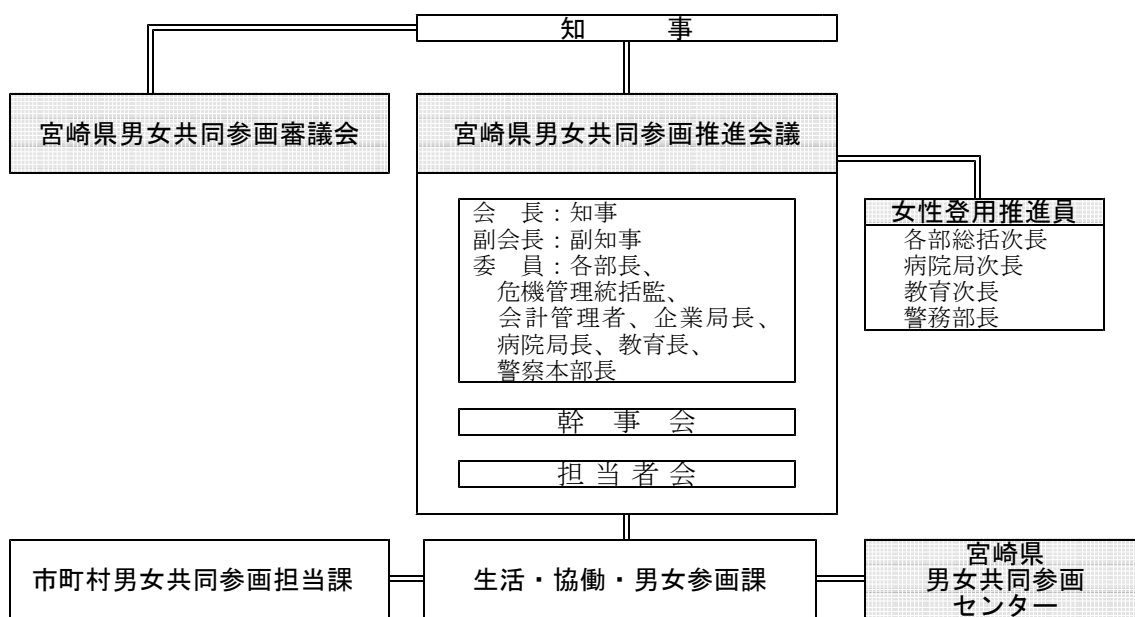 知　　事
宮崎県男女共同参画審議会
宮崎県男女共同参画推進会議
会　長：知事
副会長：副知事
委　員：各部長、
危機管理統括監、
会計管理者、企業局長、
病院局長、教育長、
警察本部長
幹　事　会
担 当 者 会
女性登用推進員
各部総括次長
病院局次長
教育次長
警務部長
市町村男女共同参画担当課
生活・協働・男女参画課
宮崎県
男女共同参画
センター